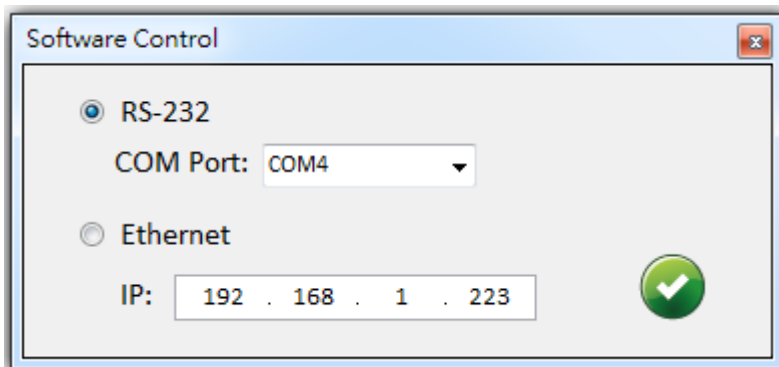 Software Control
RS-232
COM Port: COM4
Ethernet
IP: 192 . 168 . 1 . 223